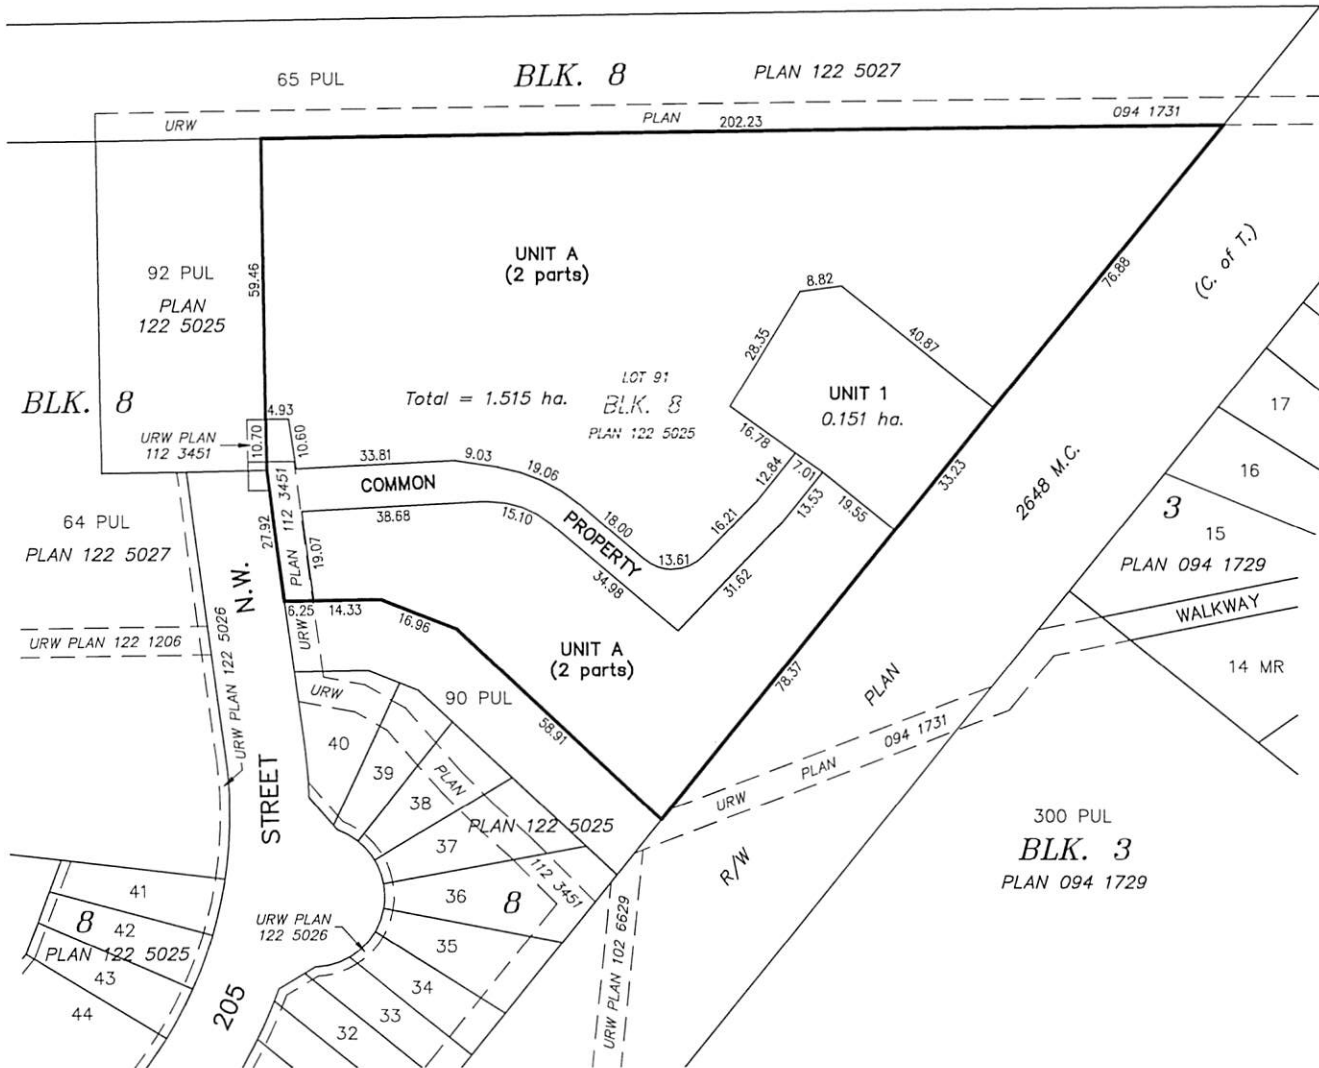 65 PUL
BLK. 8
PLAN 122 5027
URW
PLAN
094 1731
202.23
92 PUL
PLAN
122 5025
59.46
UNIT A
(2 parts)
76.88
(C. of T.)
8.82
28.35
40.87
BLK. 8
4.93
Total = 1.515 ha.
LOT 91
BLK. 8
PLAN 122 5025
UNIT 1
0.151 ha.
URW PLAN
112 3451
10.70
10.60
33.81
9.03
19.06
16.78
7.01
12.84
13.53
19.55
33.23
2648 M.C.
17
16
3
15
PLAN 094 1729
COMMON
PROPERTY
38.68
15.10
18.00
16.21
13.61
34.98
31.62
64 PUL
PLAN 122 5027
27.92
PLAN 112 3451
19.07
N.W.
6.25
14.33
16.96
URW
URW PLAN 122 1206
URW PLAN 122 5026
UNIT A
(2 parts)
78.37
PLAN
WALKWAY
14 MR
90 PUL
58.91
URW
PLAN
112 3451
40
39
38
37
PLAN 122 5025
36
8
35
34
33
32
STREET
205
URW PLAN
122 5026
URW
PLAN
094 1731
R/W
300 PUL
BLK. 3
PLAN 094 1729
41
8
42
PLAN 122 5025
43
44
URW PLAN 102 6629